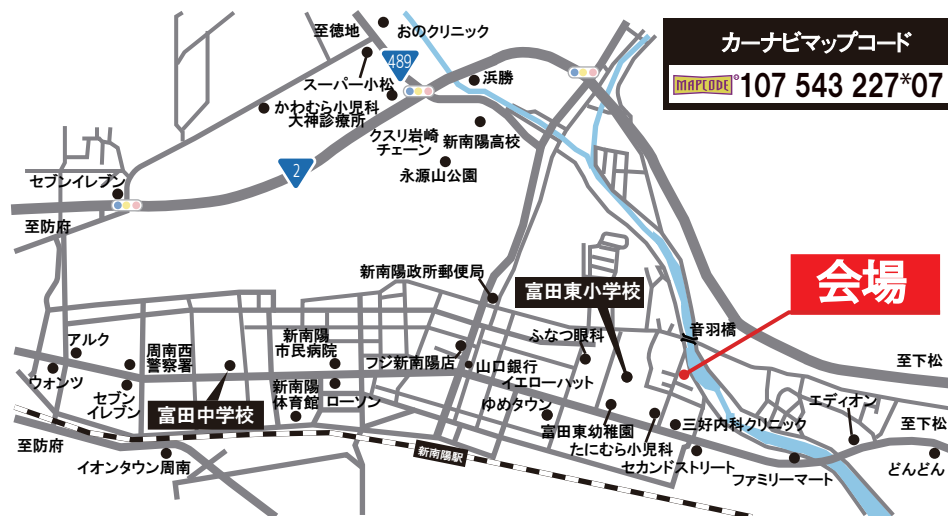 至徳地
おのクリニック
カーナビマップコード
489
スーパー小松
浜勝
MAPCODE® 107 543 227*07
かわむら小児科
大神診療所
クスリ岩崎
チェーン
新南陽高校
永源山公園
2
セブンイレブン
至防府
新南陽政所郵便局
富田東小学校
会場
音羽橋
アルク
周南西
警察署
新南陽
市民病院
フジ新南陽店
山口銀行
ふなつ眼科
イエローハット
至下松
ウォンツ
セブン
イレブン
富田中学校
新南陽
体育館
ローソン
ゆめタウン
富田東幼稚園
たにむら小児科
三好内科クリニック
エディオン
至下松
至防府
イオンタウン周南
新南陽駅
セカンドストリート
ファミリーマート
どんどん